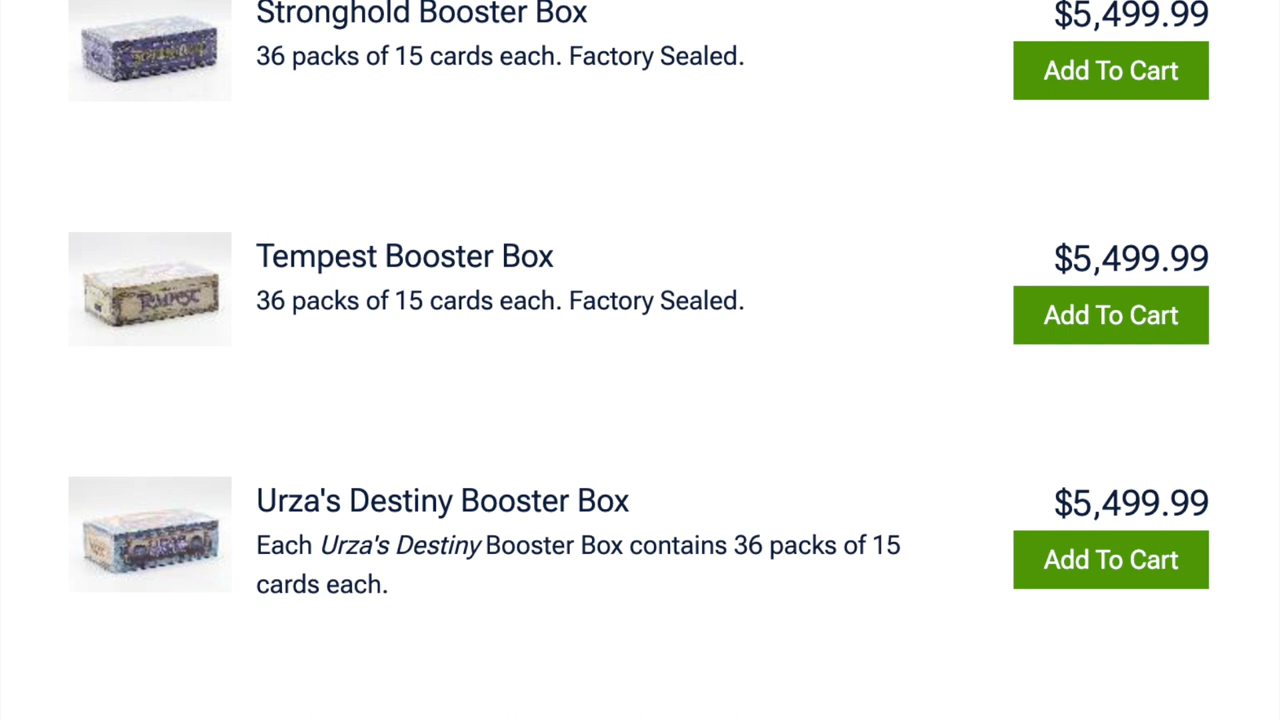 Stronghold Booster Box
$5,499.99
36 packs of 15 cards each. Factory Sealed.
Add To Cart
Tempest Booster Box
$5,499.99
36 packs of 15 cards each. Factory Sealed.
Add To Cart
TEMPEST
Urza's Destiny Booster Box
$5,499.99
Each Urza's Destiny Booster Box contains 36 packs of 15
cards each.
Add To Cart